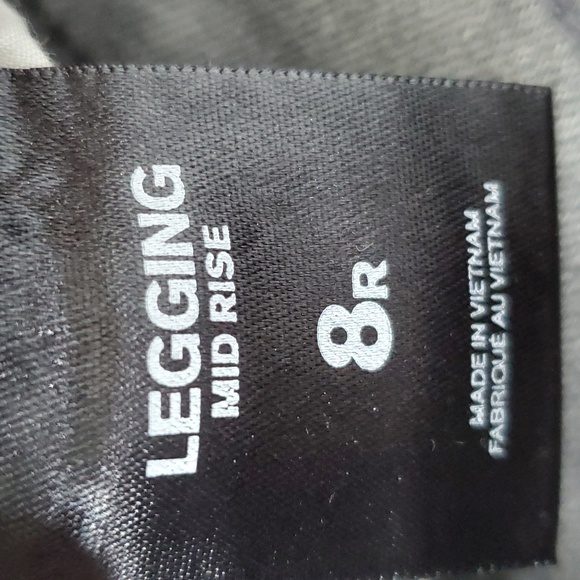 LEGGING
MID RISE
8R
MADE IN VIETNAM
FABRIQUÉ AU VIETNAM